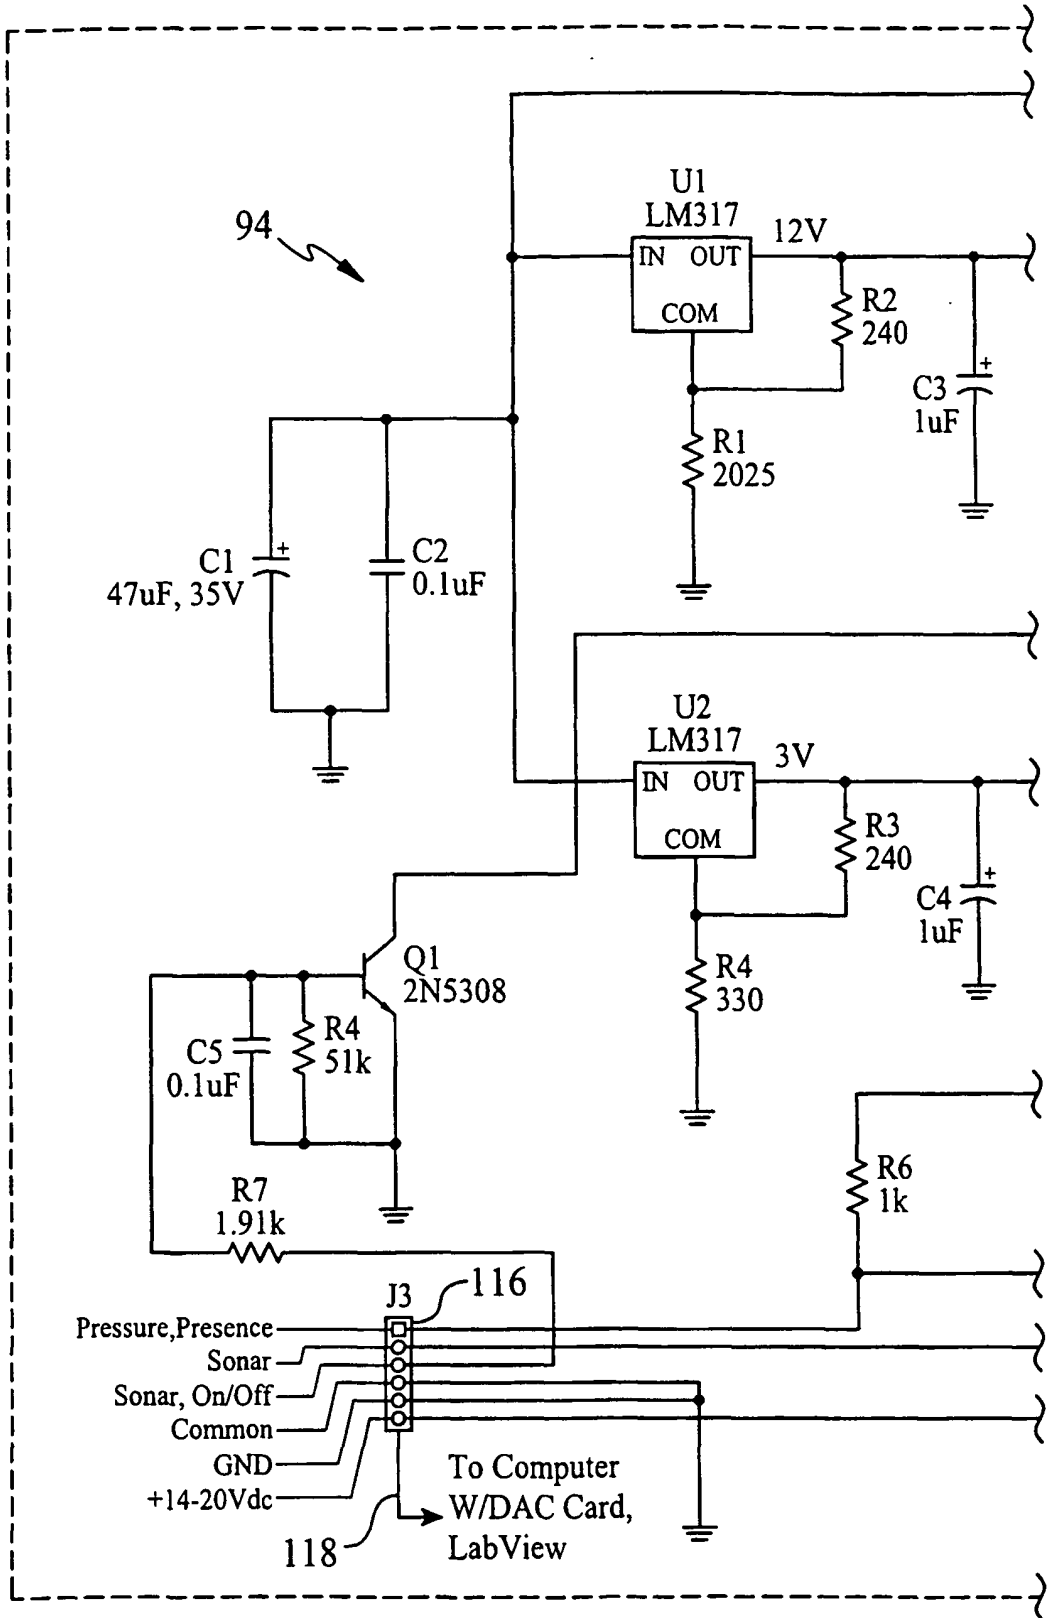 94
U1
LM317
12V
IN OUT
COM
R2
240
C3
+
1uF
R1
2025
C1
+
47uF, 35V
C2
0.1uF
U2
LM317
3V
IN OUT
COM
R3
240
C4
+
1uF
R4
330
Q1
2N5308
C5
0.1uF
R4
51k
R6
1k
R7
1.91k
J3
116
Pressure,Presence
Sonar
Sonar, On/Off
Common
GND
+14-20Vdc
118
To Computer
W/DAC Card,
LabView